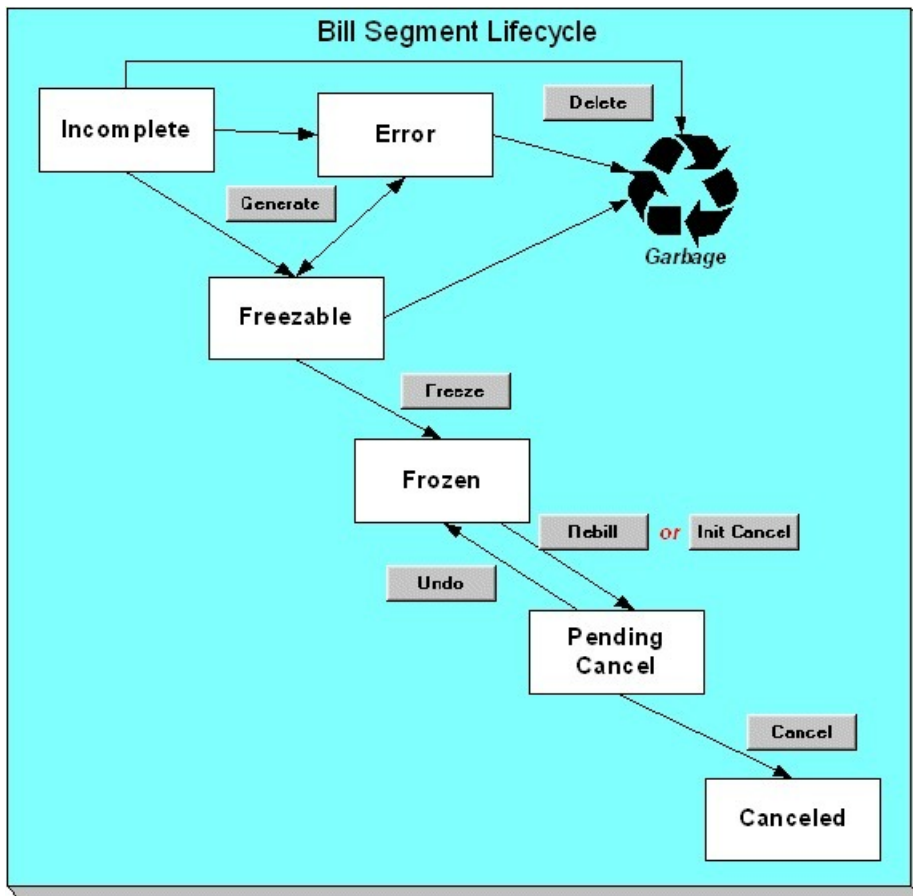 Bill Segment Lifecycle
Delete
Incomplete
Error
Generate
Garbage
Freezable
Freeze
Frozen
Rebill or Init Cancel
Undo
Pending
Cancel
Cancel
Canceled